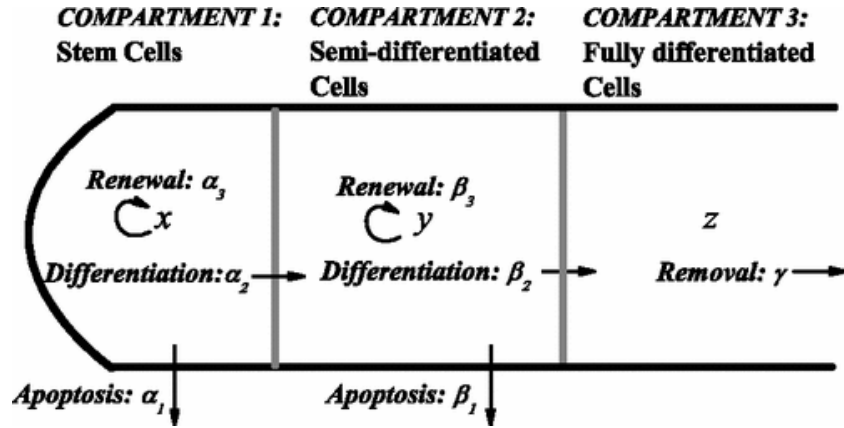 COMPARTMENT 1: COMPARTMENT 2: COMPARTMENT 3:
Stem Cells Semi-differentiated Fully differentiated
Cells Cells
Renewal: α₃ Renewal: β₃
x y z
Differentiation:α₂ Differentiation: β₂ Removal: γ
Apoptosis: α₁ Apoptosis: β₁